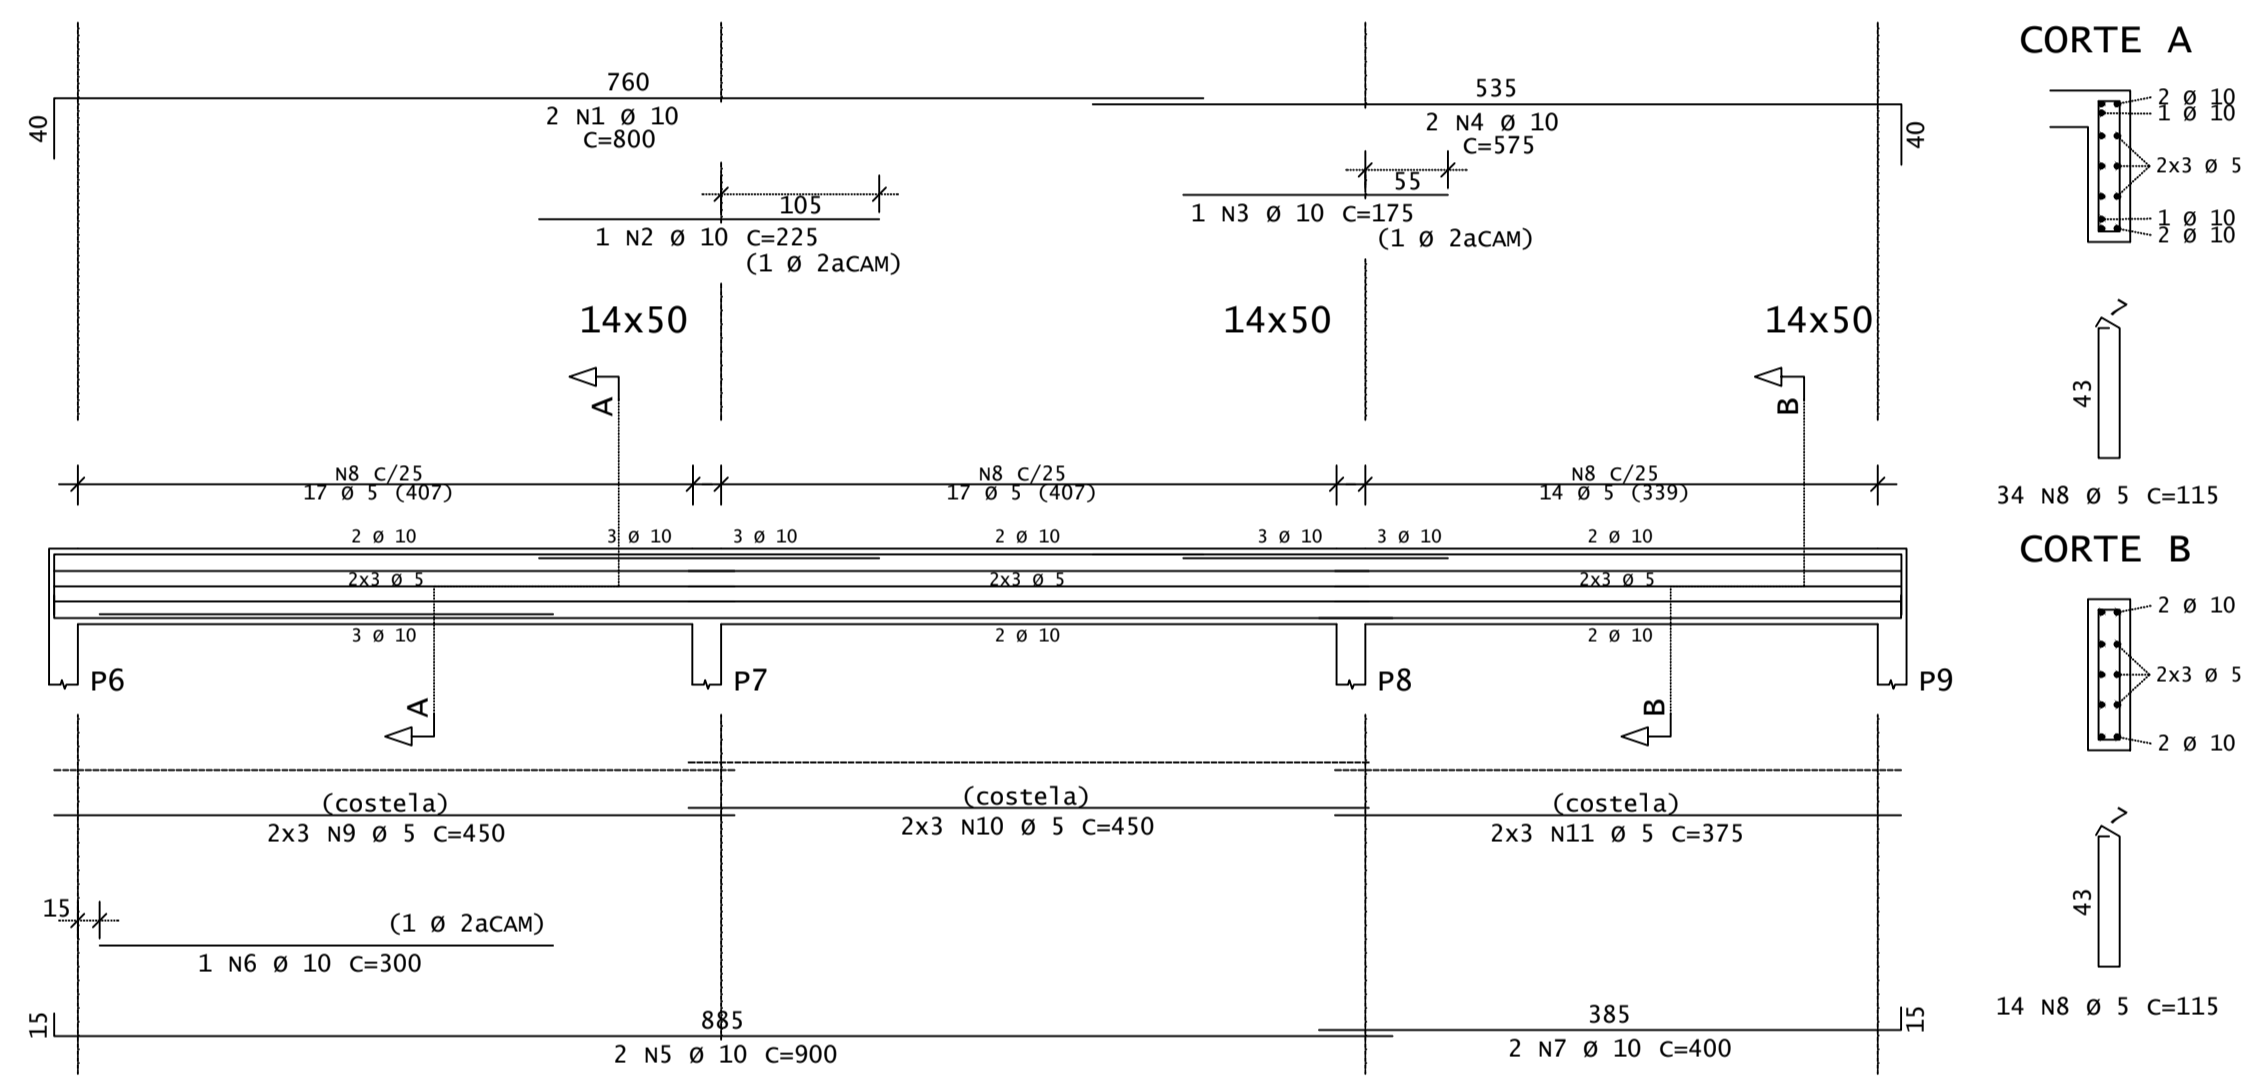 CORTE A
760
2 N1 Ø 10
C=800
40
535
2 N4 Ø 10
C=575
40
2 Ø 10
1 Ø 10
2x3 Ø 5
1 Ø 10
2 Ø 10
105
1 N2 Ø 10 C=225
(1 Ø 2aCAM)
55
1 N3 Ø 10 C=175
(1 Ø 2aCAM)
14x50
14x50
14x50
A
B
7
43
34 N8 Ø 5 C=115
N8 C/25
17 Ø 5 (407)
N8 C/25
17 Ø 5 (407)
N8 C/25
14 Ø 5 (339)
2 Ø 10
3 Ø 10
3 Ø 10
2 Ø 10
3 Ø 10
3 Ø 10
2 Ø 10
2x3 Ø 5
2x3 Ø 5
2x3 Ø 5
3 Ø 10
2 Ø 10
2 Ø 10
P6
P7
P8
P9
A
B
CORTE B
2 Ø 10
2x3 Ø 5
2 Ø 10
(costela)
2x3 N9 Ø 5 C=450
(costela)
2x3 N10 Ø 5 C=450
(costela)
2x3 N11 Ø 5 C=375
7
43
14 N8 Ø 5 C=115
15
(1 Ø 2aCAM)
1 N6 Ø 10 C=300
15
885
2 N5 Ø 10 C=900
385
2 N7 Ø 10 C=400
15